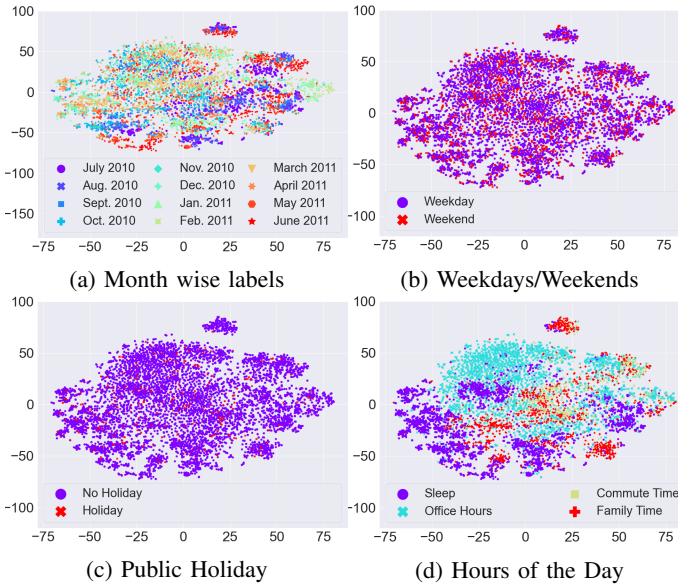 100
50
0
−50
−100
−150
−75 −50 −25 0 25 50 75
July 2010 Nov. 2010 March 2011
Aug. 2010 Dec. 2010 April 2011
Sept. 2010 Jan. 2011 May 2011
Oct. 2010 Feb. 2011 June 2011
(a) Month wise labels
100
50
0
−50
−100
Weekday
Weekend
−75 −50 −25 0 25 50 75
(b) Weekdays/Weekends
100
50
0
−50
−100
No Holiday
Holiday
−75 −50 −25 0 25 50 75
(c) Public Holiday
100
50
0
−50
−100
Sleep Commute Time
Office Hours Family Time
−75 −50 −25 0 25 50 75
(d) Hours of the Day